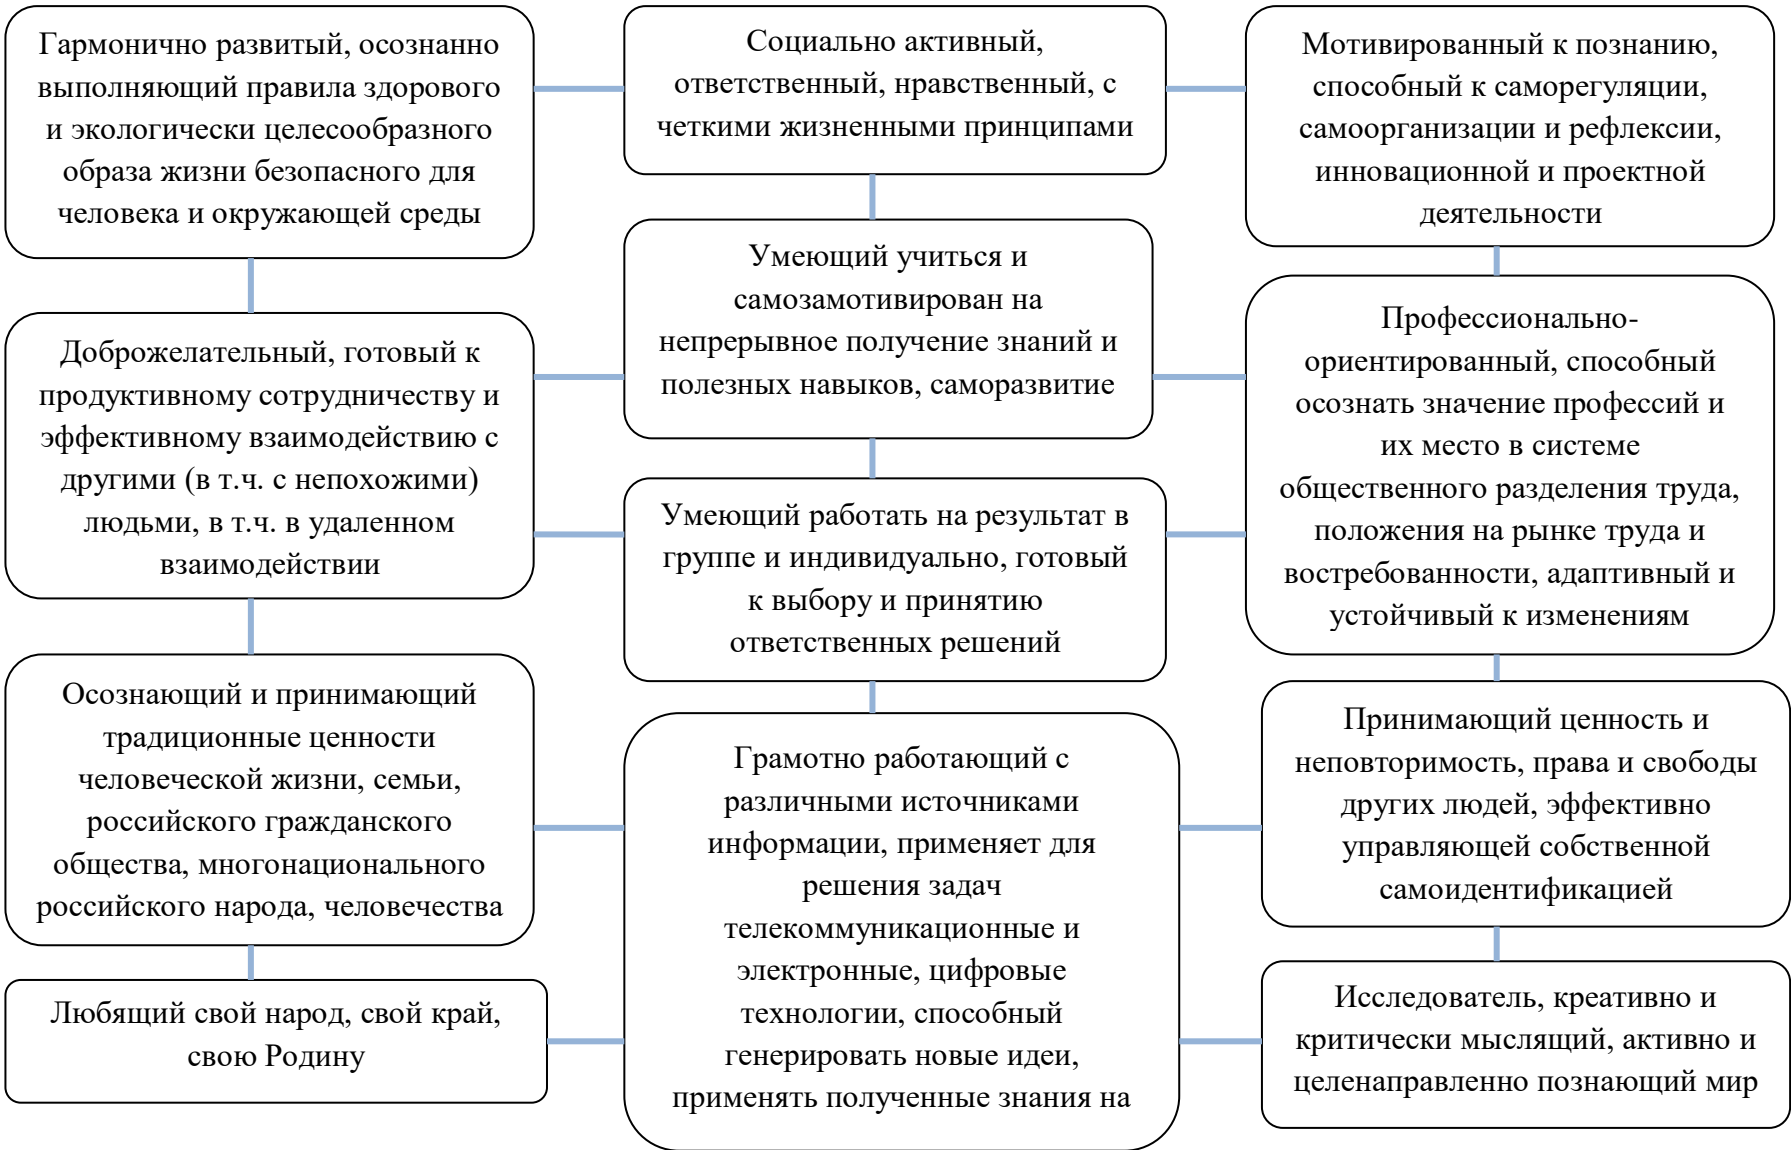 Гармонично развитый, осознанно
выполняющий правила здорового
и экологически целесообразного
образа жизни безопасного для
человека и окружающей среды
Социально активный,
ответственный, нравственный, с
четкими жизненными принципами
Мотивированный к познанию,
способный к саморегуляции,
самоорганизации и рефлексии,
инновационной и проектной
деятельности
Умеющий учиться и
самозамотивирован на
непрерывное получение знаний и
полезных навыков, саморазвитие
Доброжелательный, готовый к
продуктивному сотрудничеству и
эффективному взаимодействию с
другими (в т.ч. с непохожими)
людьми, в т.ч. в удаленном
взаимодействии
Профессионально-
ориентированный, способный
осознать значение профессий и
их место в системе
общественного разделения труда,
положения на рынке труда и
востребованности, адаптивный и
устойчивый к изменениям
Умеющий работать на результат в
группе и индивидуально, готовый
к выбору и принятию
ответственных решений
Осознающий и принимающий
традиционные ценности
человеческой жизни, семьи,
российского гражданского
общества, многонационального
российского народа, человечества
Грамотно работающий с
различными источниками
информации, применяет для
решения задач
телекоммуникационные и
электронные, цифровые
технологии, способный
генерировать новые идеи,
применять полученные знания на
Принимающий ценность и
неповторимость, права и свободы
других людей, эффективно
управляющей собственной
самоидентификацией
Любящий свой народ, свой край,
свою Родину
Исследователь, креативно и
критически мыслящий, активно и
целенаправленно познающий мир